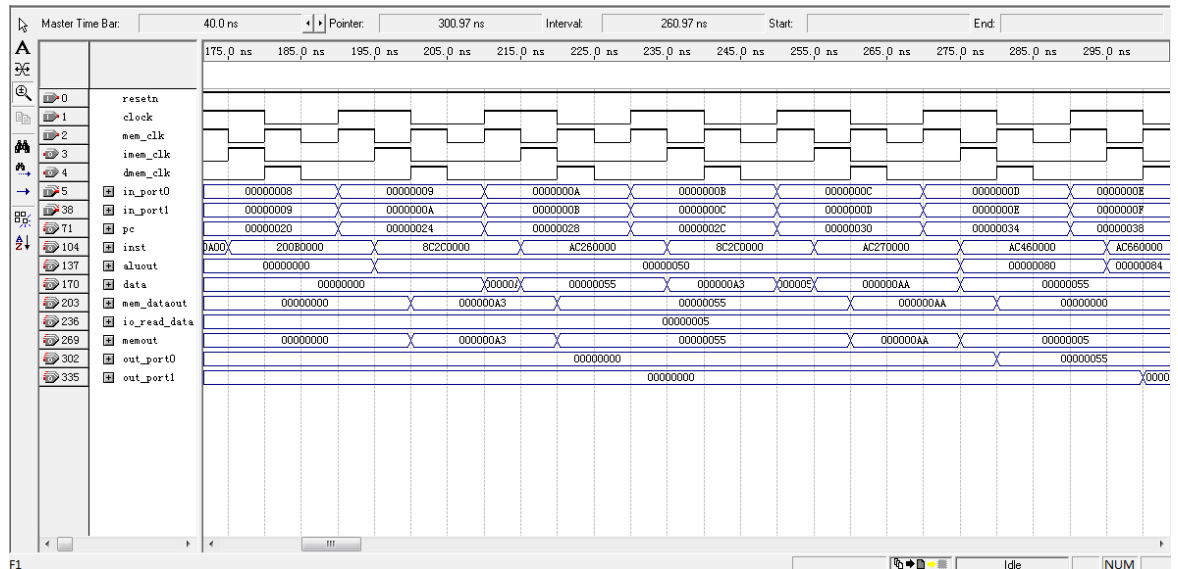 Master Time Bar: 40.0 ns Pointer: 300.97 ns Interval: 260.97 ns Start: End:
175.0 ns 185.0 ns 195.0 ns 205.0 ns 215.0 ns 225.0 ns 235.0 ns 245.0 ns 255.0 ns 265.0 ns 275.0 ns 285.0 ns 295.0 ns
0 resetn
1 clock
2 mem_clk
3 imem_clk
4 dmem_clk
5 in_port0 00000008 00000009 0000000A 0000000B 0000000C 0000000D 0000000E
38 in_port1 00000009 0000000A 0000000B 0000000C 0000000D 0000000E 0000000F
71 pc 00000020 00000024 00000028 0000002C 00000030 00000034 00000038
104 inst 0A00 200B0000 8C2C0000 AC260000 8C2C0000 AC270000 AC460000 AC660000
137 aluout 00000000 00000050 00000080 00000084
170 data 00000000 00000A 00000055 000000A3 000005 000000AA 00000055
203 mem_dataout 00000000 000000A3 00000055 000000AA 00000000
236 io_read_data 00000005
269 memout 00000000 000000A3 00000055 000000AA 00000005
302 out_port0 00000000 00000055
335 out_port1 00000000 0000
F1 Idle NUM